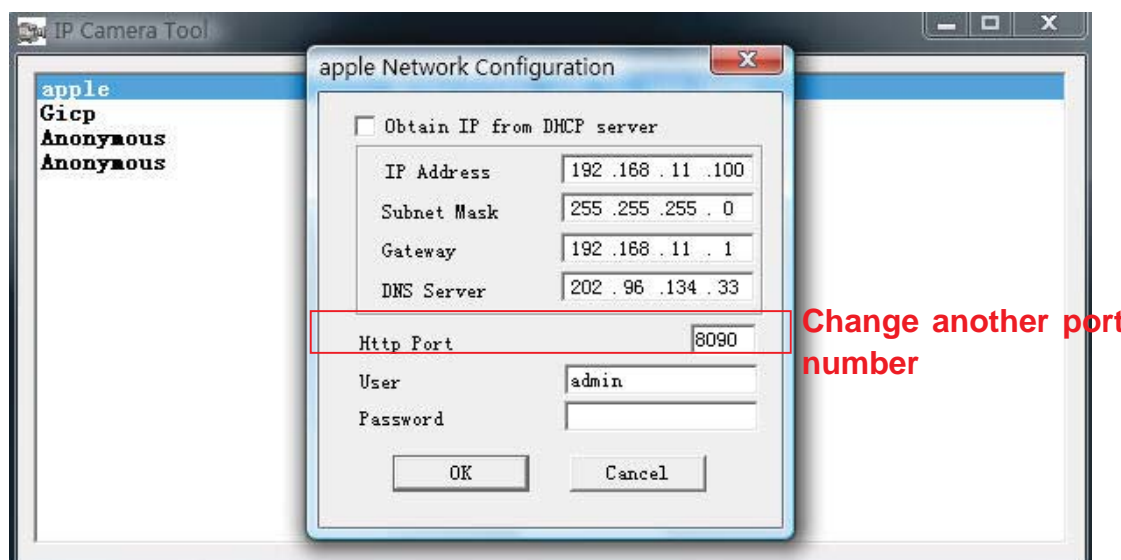 IP Camera Tool
apple
Gicp
Anonymous
Anonymous
apple Network Configuration
Obtain IP from DHCP server
IP Address 192 .168 . 11 .100
Subnet Mask 255 .255 .255 . 0
Gateway 192 .168 . 11 . 1
DNS Server 202 . 96 .134 . 33
Http Port 8090
User admin
Password
OK Cancel
Change another port
number